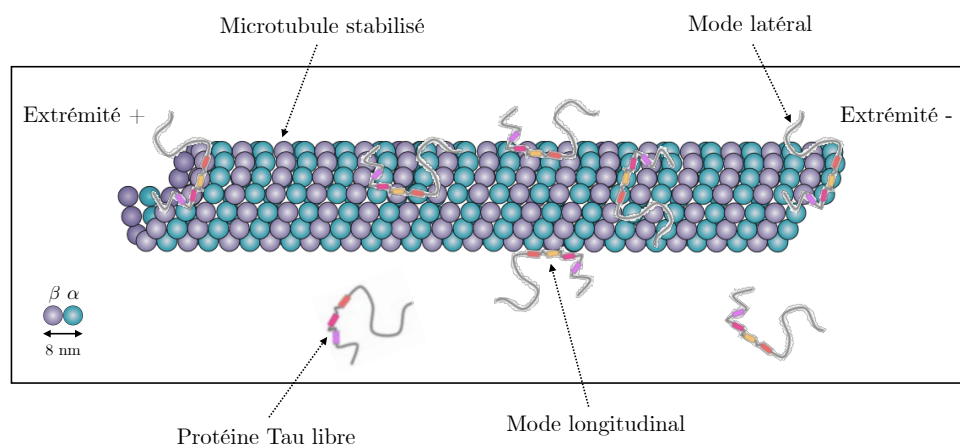 Microtubule stabilisé
Mode latéral
Extrémité +
Extrémité -
β α
8 nm
Protéine Tau libre
Mode longitudinal